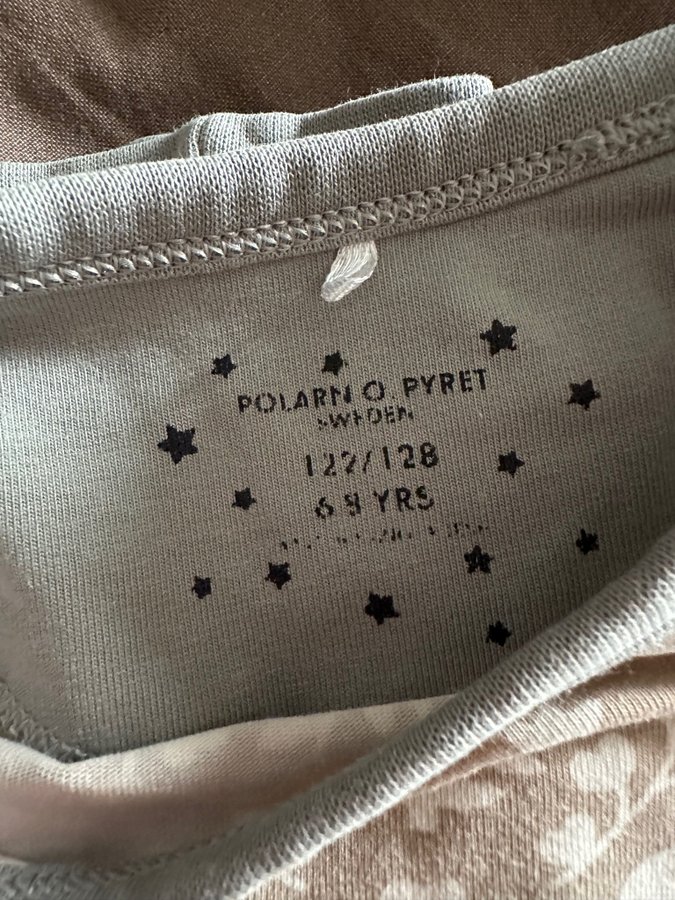 POLARN O. PYRET
SWEDEN
122/128
6 8 YRS